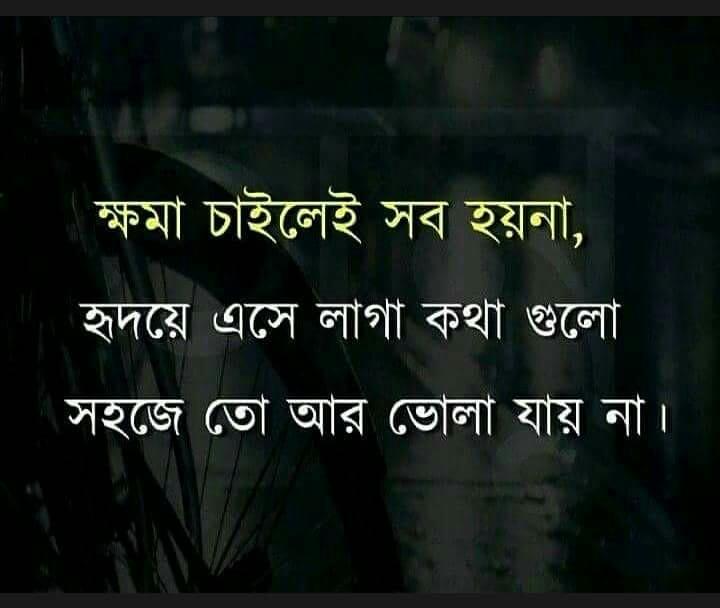 ক্ষমা চাইলেই সব হয়না,
হৃদয়ে এসে লাগা কথা গুলো
সহজে তো আর ভোলা যায় না।